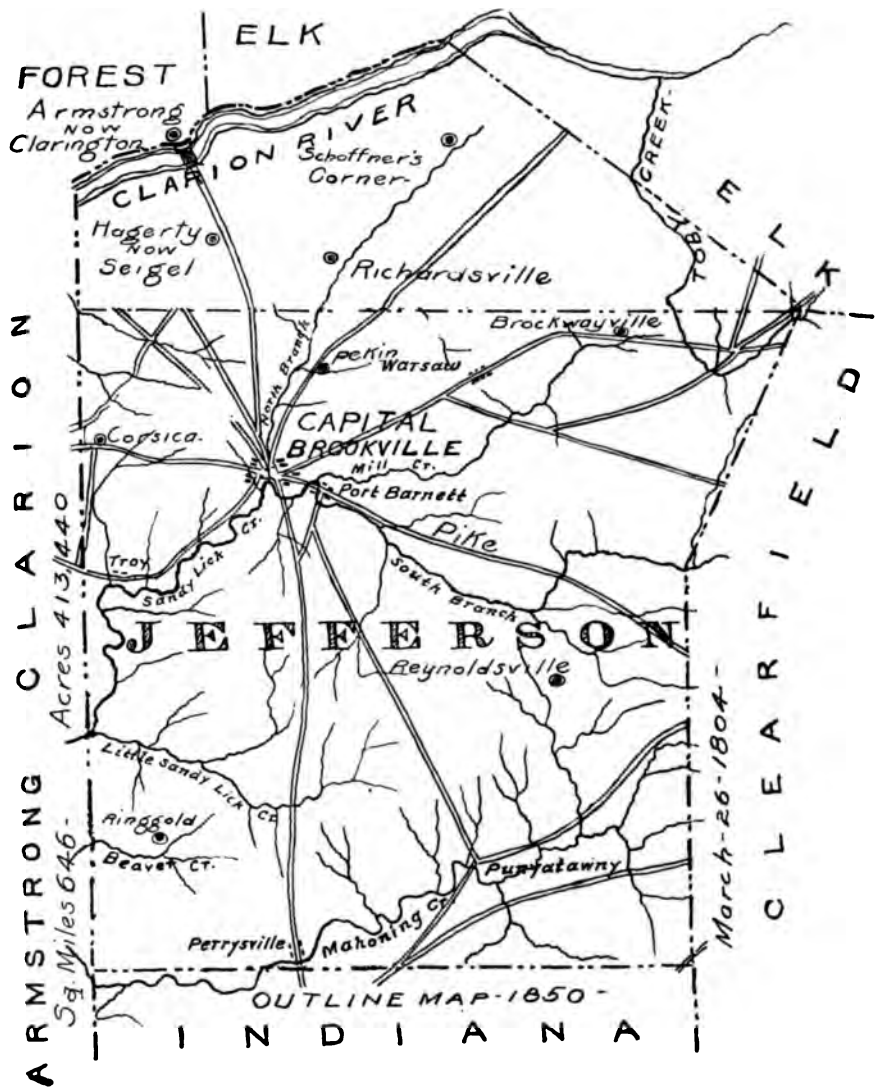 ELK
FOREST
Armstrong
NOW
Clarington
CLARION RIVER
Schoffner's
Corner-
CREEK-
TOBY
ELK
Hagerty
NOW
Seigel
Richardsville
Brockwayville
North Branch
Pekin
Warsaw
CLARION
Corsica.
CAPITAL
BROOKVILLE
Mill Cr.
Port Barnett
Pike
Troy
Sandy Lick Cr.
South Branch
JEFFERSON
Reynoldsville
Acres 413,440
CLEARFIELD
March-26-1804-
Little Sandy Lick
Cr.
Ringgold
Beaver Cr.
ARMSTRONG
Sq. Miles 646-
Punxatawny
Perrysville
Mahoning Cr.
OUTLINE MAP-1850-
INDIANA